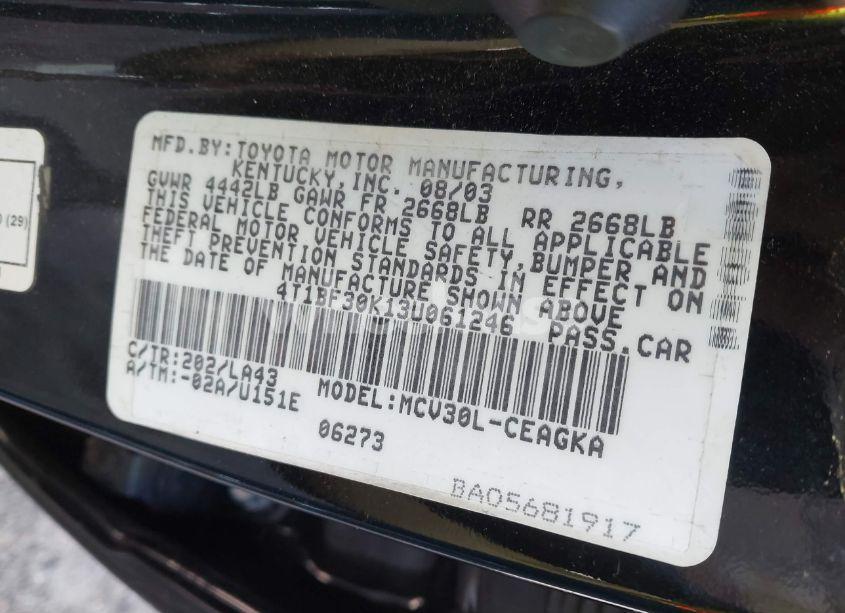 MFD.BY:TOYOTA MOTOR MANUFACTURING,
KENTUCKY,INC. 08/03
GVWR 4442LB GAWR FR 2668LB RR 2668LB
THIS VEHICLE CONFORMS TO ALL APPLICABLE
FEDERAL MOTOR VEHICLE SAFETY,BUMPER AND
THEFT PREVENTION STANDARDS IN EFFECT ON
THE DATE OF MANUFACTURE SHOWN ABOVE
4T1BF30K13U061246 PASS.CAR
C/TR:202/LA43
A/TM:-02A/U151E MODEL:MCV30L-CEAGKA
06273
BA05681917
(29)